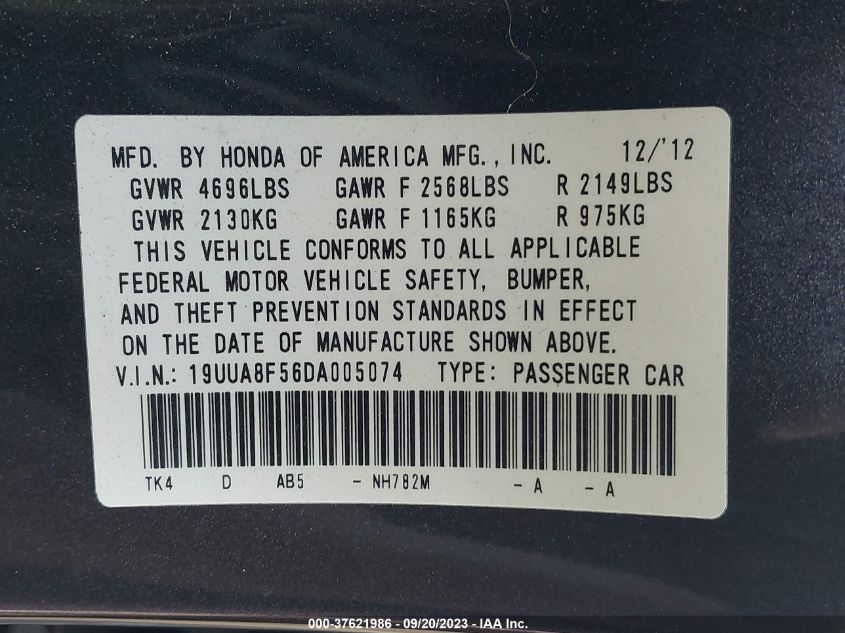 MFD. BY HONDA OF AMERICA MFG., INC. 12/'12
GVWR 4696LBS GAWR F 2568LBS R 2149LBS
GVWR 2130KG GAWR F 1165KG R 975KG
THIS VEHICLE CONFORMS TO ALL APPLICABLE
FEDERAL MOTOR VEHICLE SAFETY, BUMPER,
AND THEFT PREVENTION STANDARDS IN EFFECT
ON THE DATE OF MANUFACTURE SHOWN ABOVE.
V.I.N.: 19UUA8F56DA005074 TYPE: PASSENGER CAR
TK4 D AB5 - NH782M - A - A
000-37621986 - 09/20/2023 - IAA Inc.